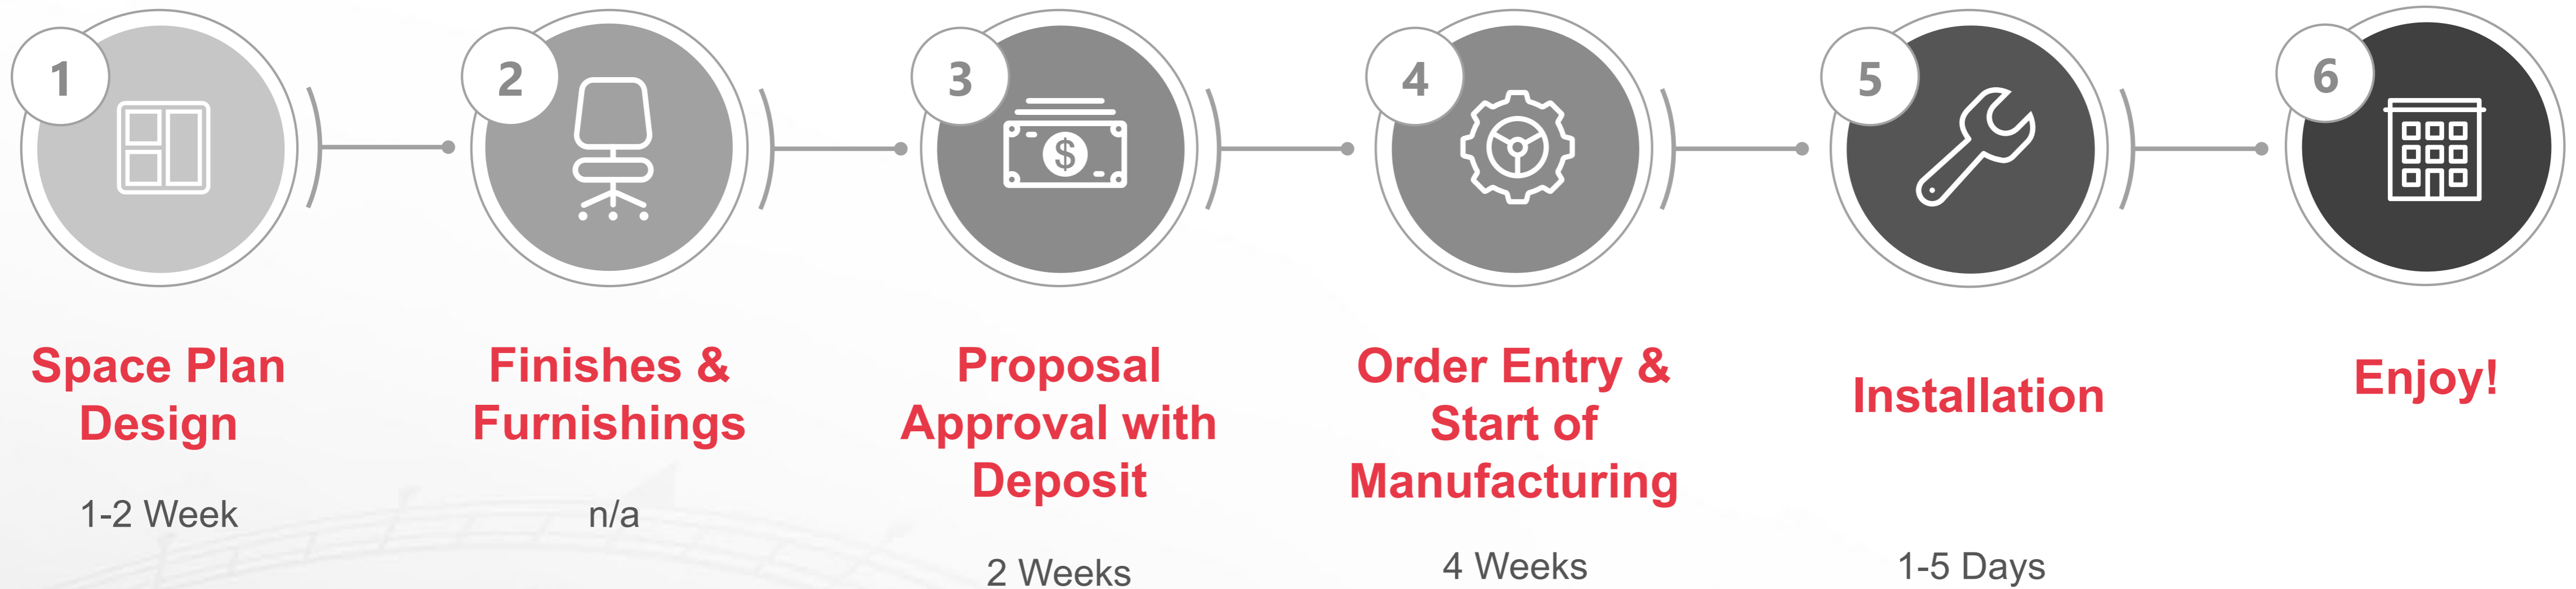 1
2
3
4
5
6
$
Space Plan
Design
1-2 Week
Finishes &
Furnishings
n/a
Proposal
Approval with
Deposit
2 Weeks
Order Entry &
Start of
Manufacturing
4 Weeks
Installation
1-5 Days
Enjoy!